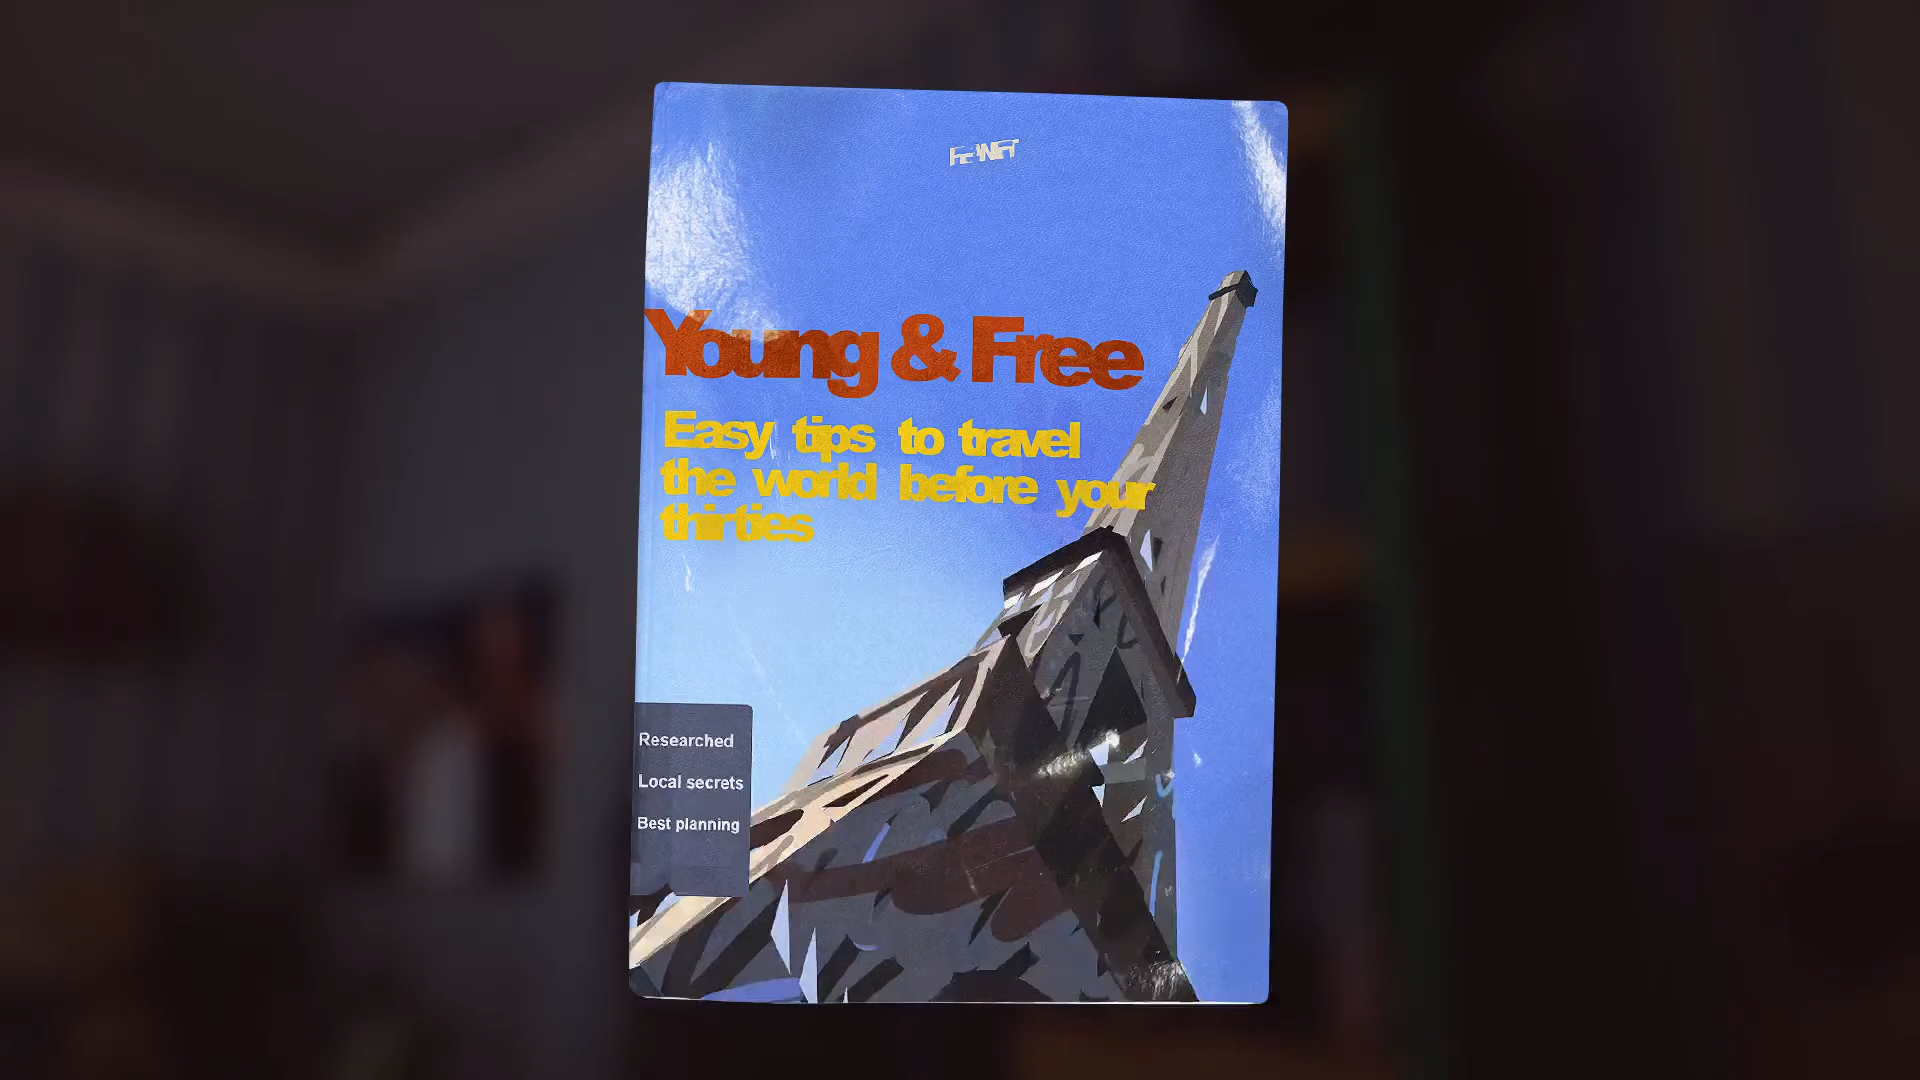 Young & Free
Easy tips to travel
the world before your
thirties
Researched
Local secrets
Best planning